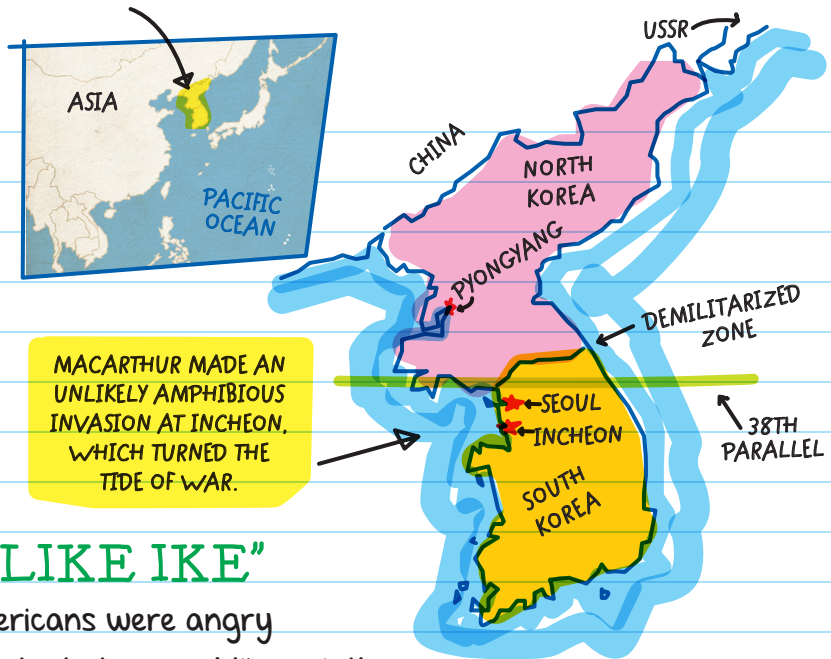 ASIA
PACIFIC
OCEAN
USSR
CHINA
NORTH
KOREA
PYONGYANG
DEMILITARIZED
ZONE
MACARTHUR MADE AN
UNLIKELY AMPHIBIOUS
INVASION AT INCHEON,
WHICH TURNED THE
TIDE OF WAR.
SEOUL
INCHEON
38TH
PARALLEL
SOUTH
KOREA
LIKE IKE"
ericans were angry